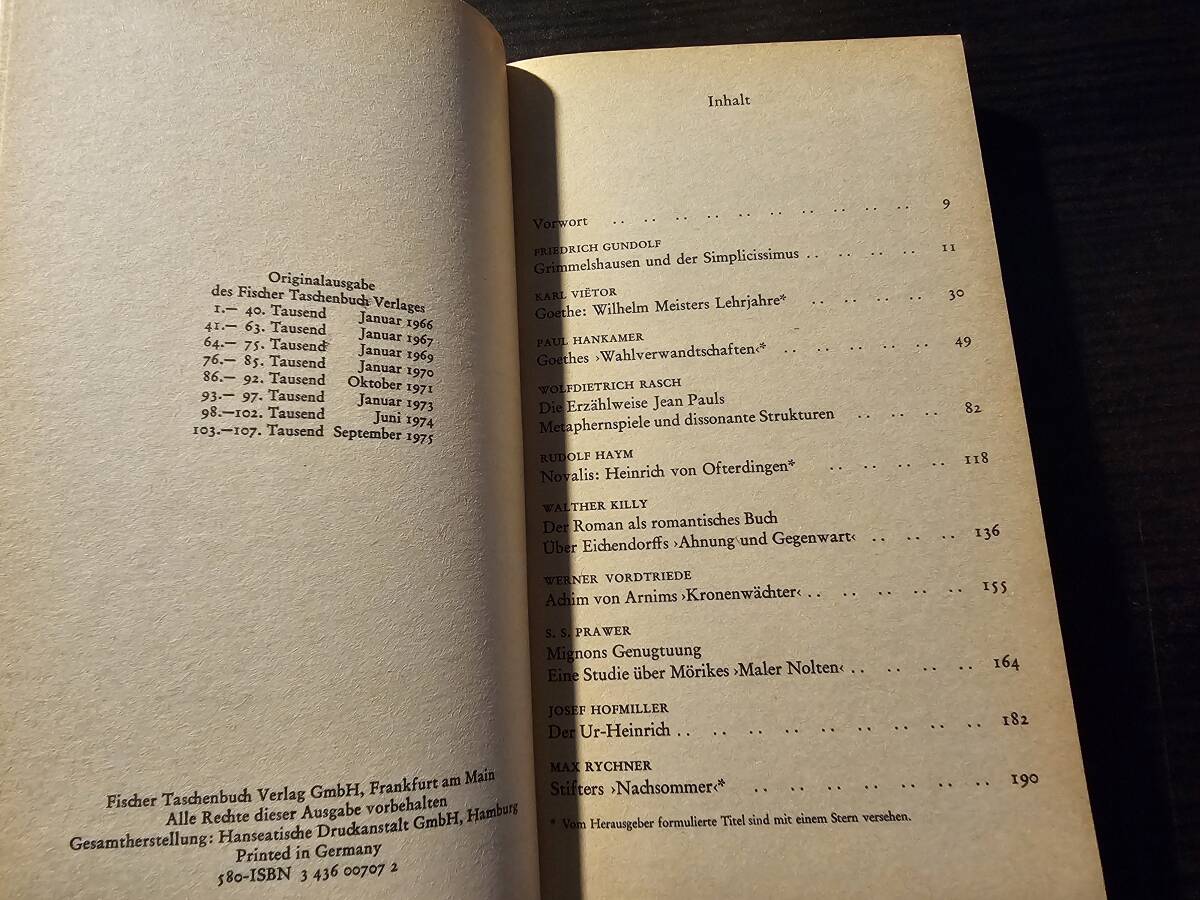 Originalausgabe
des Fischer Taschenbuch Verlages
1.— 40. Tausend Januar 1966
41.— 63. Tausend Januar 1967
64.— 75. Tausend Januar 1969
76.— 85. Tausend Januar 1970
86.— 92. Tausend Oktober 1971
93.— 97. Tausend Januar 1973
98.—102. Tausend Juni 1974
103.—107. Tausend September 1975
Fischer Taschenbuch Verlag GmbH, Frankfurt am Main
Alle Rechte dieser Ausgabe vorbehalten
Gesamtherstellung: Hanseatische Druckanstalt GmbH, Hamburg
Printed in Germany
580-ISBN 3 436 00707 2
Inhalt
Vorwort .. .. .. .. .. .. .. .. .. .. 9
FRIEDRICH GUNDOLF
Grimmelshausen und der Simplicissimus .. .. .. .. 11
KARL VIËTOR
Goethe: Wilhelm Meisters Lehrjahre* .. .. .. .. 30
PAUL HANKAMER
Goethes ›Wahlverwandtschaften‹* .. .. .. .. .. 49
WOLFDIETRICH RASCH
Die Erzählweise Jean Pauls
Metaphernspiele und dissonante Strukturen .. .. .. 82
RUDOLF HAYM
Novalis: Heinrich von Ofterdingen* .. .. .. .. 118
WALTHER KILLY
Der Roman als romantisches Buch
Über Eichendorffs ›Ahnung und Gegenwart‹ .. .. .. 136
WERNER VORDTRIEDE
Achim von Arnims ›Kronenwächter‹ .. .. .. .. .. 155
S. S. PRAWER
Mignons Genugtuung
Eine Studie über Mörikes ›Maler Nolten‹ .. .. .. .. 164
JOSEF HOFMILLER
Der Ur-Heinrich .. .. .. .. .. .. .. .. .. 182
MAX RYCHNER
Stifters ›Nachsommer‹* .. .. .. .. .. .. .. 190
* Vom Herausgeber formulierte Titel sind mit einem Stern versehen.